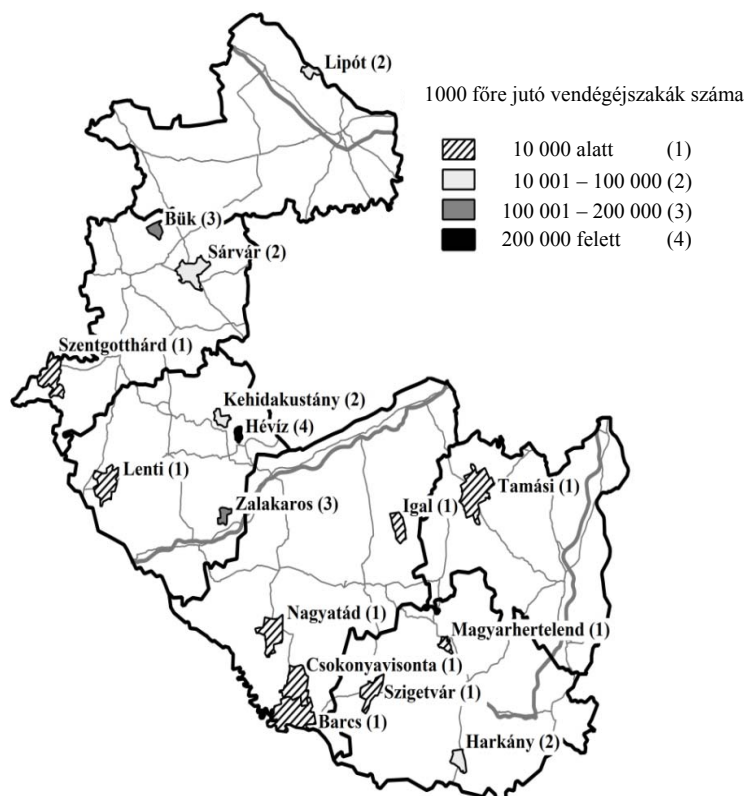 Lipót (2)
1000 főre jutó vendégéjszakák száma
10 000 alatt (1)
10 001 – 100 000 (2)
100 001 – 200 000 (3)
200 000 felett (4)
Bük (3)
Sárvár (2)
Szentgotthárd (1)
Kehidakustány (2)
Hévíz (4)
Lenti (1)
Zalakaros (3)
Igal (1)
Tamási (1)
Nagyatád (1)
Magyarhertelend (1)
Csokonyavisonta (1)
Szigetvár (1)
Barcs (1)
Harkány (2)